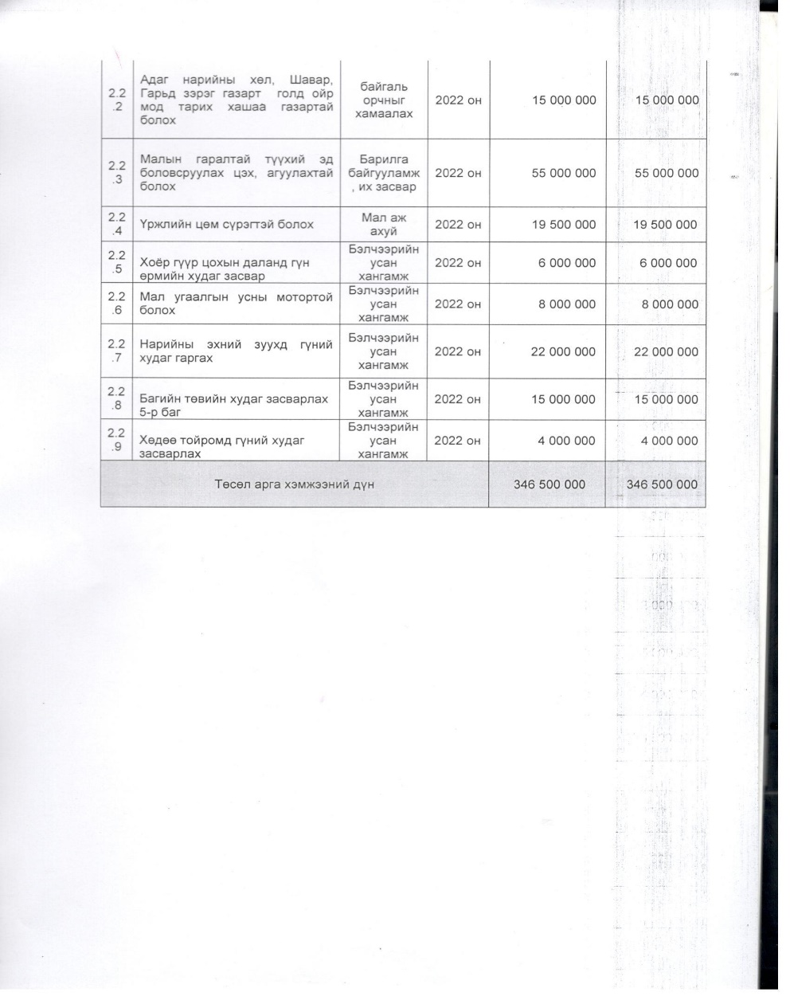 2.2
.2
Адаг нарийны хөл, Шавар,
Гарьд зэрэг газарт голд ойр
мод тарих хашаа газартай
болох
байгаль
орчныг
хамаалах
2022 он
15 000 000
15 000 000
2.2
.3
Малын гаралтай түүхий эд
боловсруулах цэх, агуулахтай
болох
Барилга
байгууламж
, их засвар
2022 он
55 000 000
55 000 000
2.2
.4
Үржлийн цөм сүрэгтэй болох
Мал аж
ахуй
2022 он
19 500 000
19 500 000
2.2
.5
Хоёр гүүр цохын даланд гүн
өрмийн худаг засвар
Бэлчээрийн
усан
хангамж
2022 он
6 000 000
6 000 000
2.2
.6
Мал угаалгын усны мотортой
болох
Бэлчээрийн
усан
хангамж
2022 он
8 000 000
8 000 000
2.2
.7
Нарийны эхний зуухд гүний
худаг гаргах
Бэлчээрийн
усан
хангамж
2022 он
22 000 000
22 000 000
2.2
.8
Багийн төвийн худаг засварлах
5-р баг
Бэлчээрийн
усан
хангамж
2022 он
15 000 000
15 000 000
2.2
.9
Хөдөө тойромд гүний худаг
засварлах
Бэлчээрийн
усан
хангамж
2022 он
4 000 000
4 000 000
Төсөл арга хэмжээний дүн
346 500 000
346 500 000